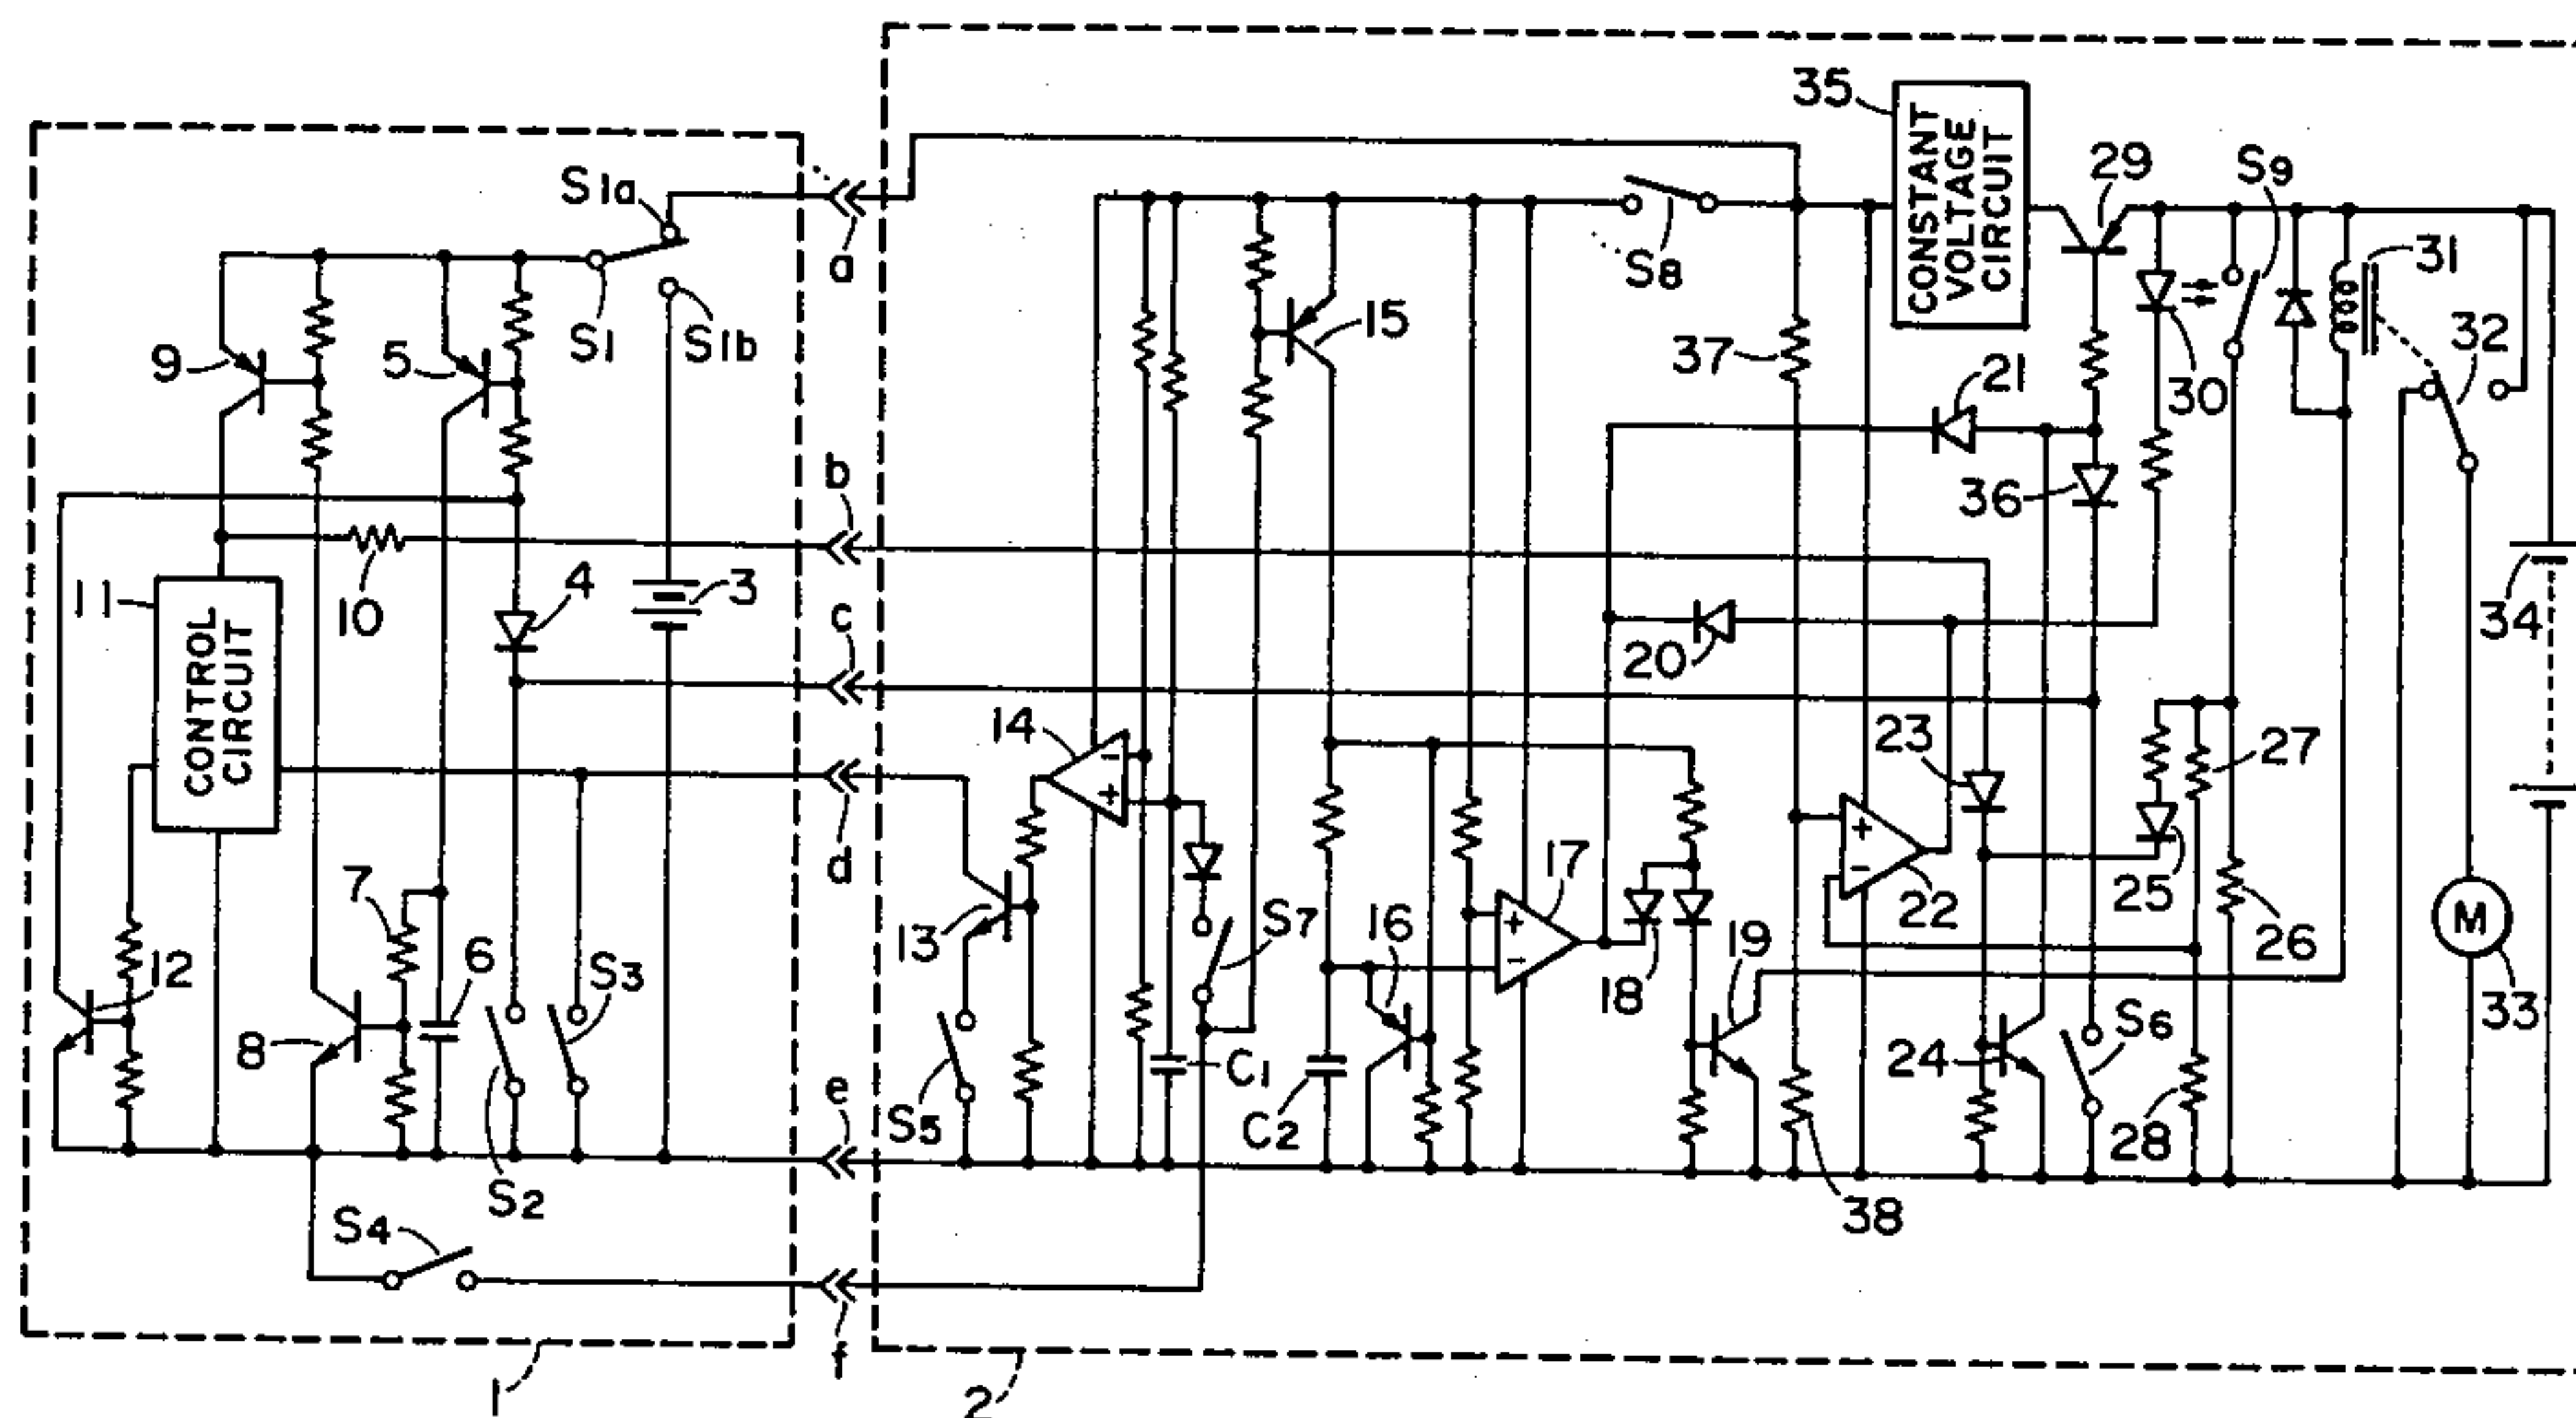 35
CONSTANT
VOLTAGE
CIRCUIT
29
S9
31
S1a
a
S8
S1
S1b
9
5
15
37
21
30
32
b
36
11
10
4
3
c
20
34
CONTROL
CIRCUIT
14
-
+
23
27
d
7
13
17
+
-
+
-
22
25
26
M
33
12
6
S3
S7
16
18
19
8
24
S6
28
S5
C1
C2
e
S2
38
S4
f
1
2